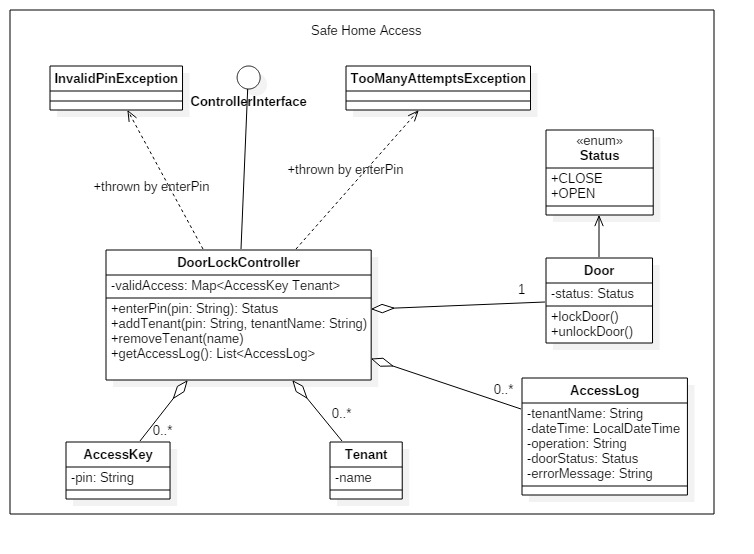 Safe Home Access
InvalidPinException
ControllerInterface
TooManyAttemptsException
«enum»
Status
+CLOSE
+OPEN
+thrown by enterPin
+thrown by enterPin
DoorLockController
-validAccess: Map<AccessKey Tenant>
+enterPin(pin: String): Status
+addTenant(pin: String, tenantName: String)
+removeTenant(name)
+getAccessLog(): List<AccessLog>
1
Door
-status: Status
+lockDoor()
+unlockDoor()
0..*
AccessLog
-tenantName: String
-dateTime: LocalDateTime
-operation: String
-doorStatus: Status
-errorMessage: String
0..*
AccessKey
-pin: String
0..*
Tenant
-name